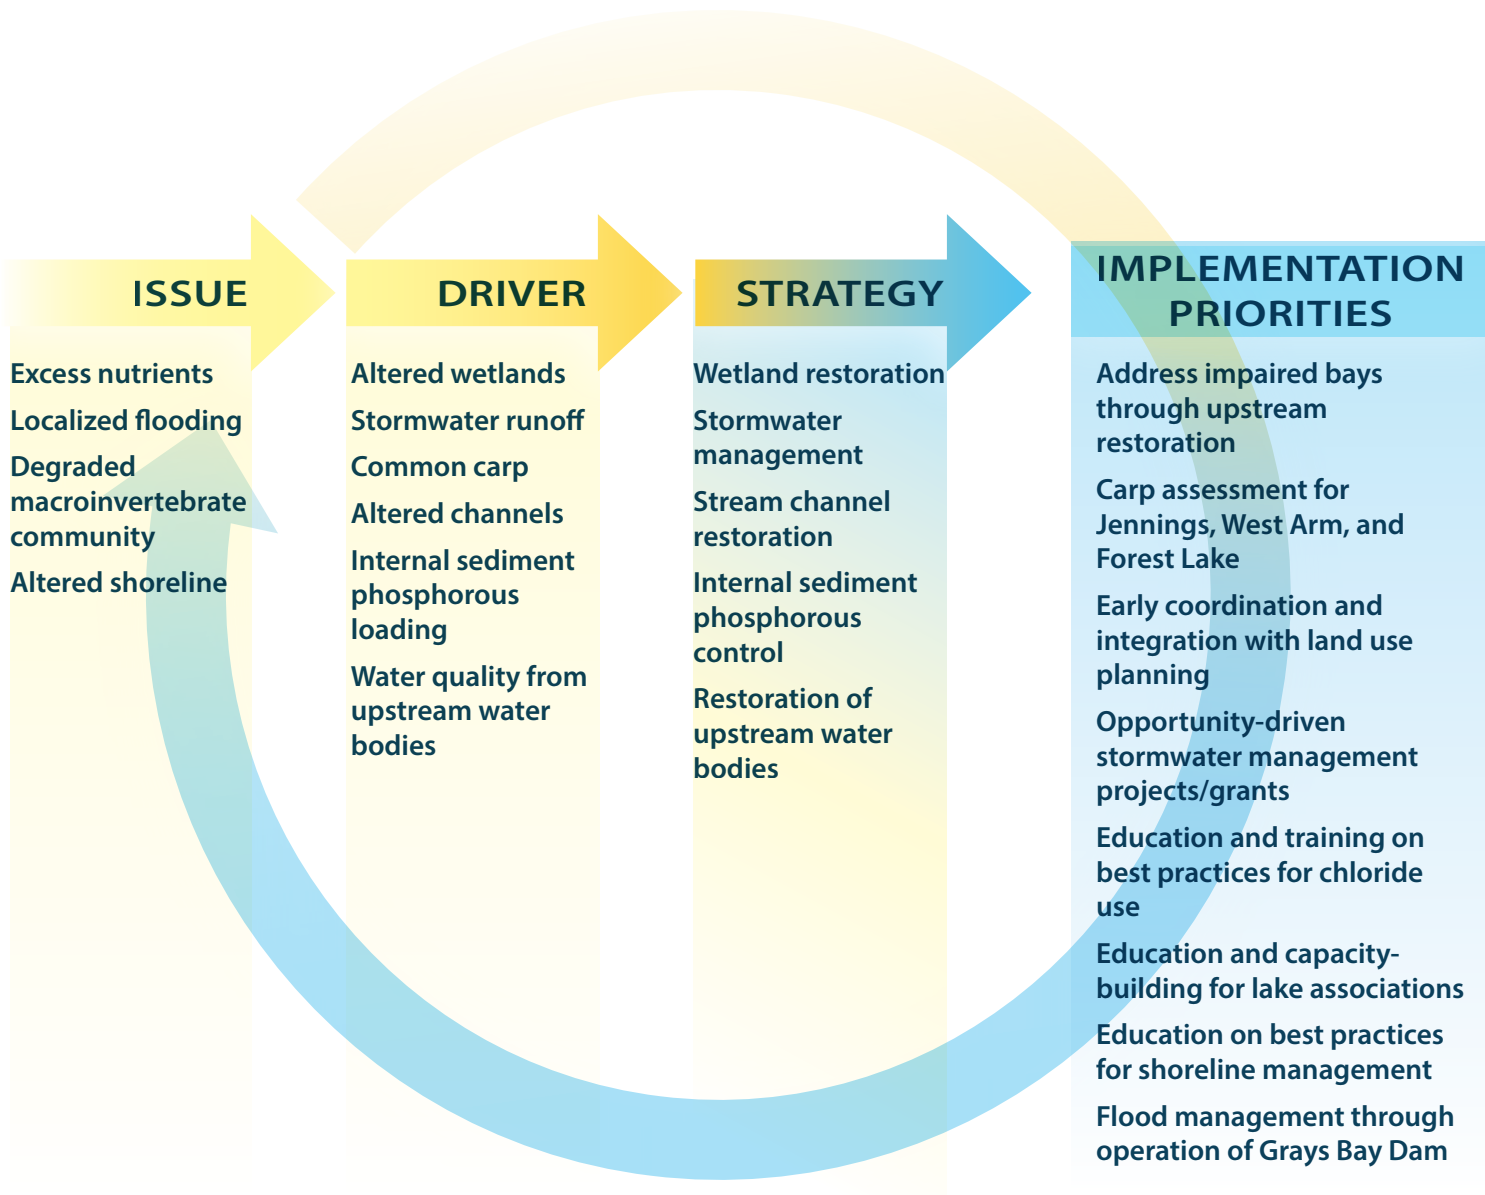 ISSUE
Excess nutrients
Localized flooding
Degraded
macroinvertebrate
community
Altered shoreline
DRIVER
Altered wetlands
Stormwater runoff
Common carp
Altered channels
Internal sediment
phosphorous
loading
Water quality from
upstream water
bodies
STRATEGY
Wetland restoration
Stormwater
management
Stream channel
restoration
Internal sediment
phosphorous
control
Restoration of
upstream water
bodies
IMPLEMENTATION
PRIORITIES
Address impaired bays
through upstream
restoration
Carp assessment for
Jennings, West Arm, and
Forest Lake
Early coordination and
integration with land use
planning
Opportunity-driven
stormwater management
projects/grants
Education and training on
best practices for chloride
use
Education and capacity-
building for lake associations
Education on best practices
for shoreline management
Flood management through
operation of Grays Bay Dam